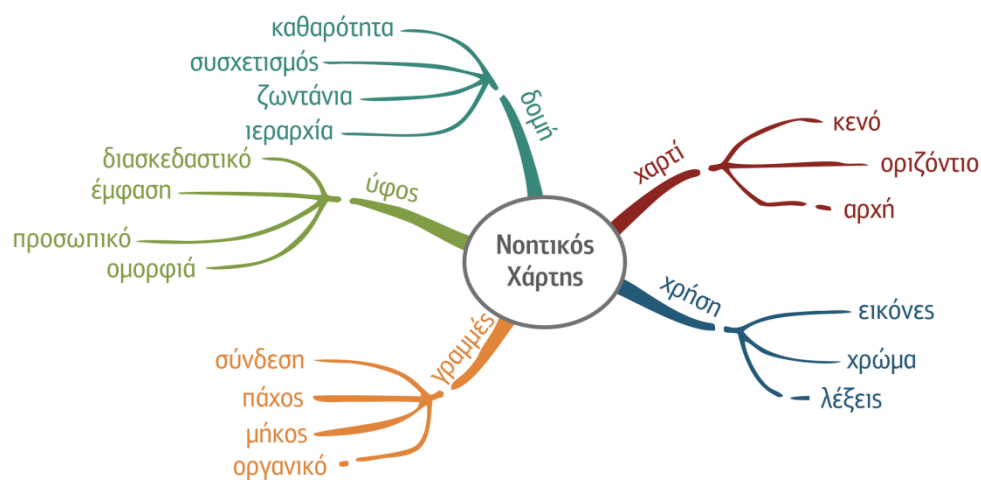 Νοητικός
Χάρτης
χαρτί
κενό
οριζόντιο
αρχή
χρήση
εικόνες
χρώμα
λέξεις
γραμμές
σύνδεση
πάχος
μήκος
οργανικό
ύφος
διασκεδαστικό
έμφαση
προσωπικό
ομορφιά
δομή
καθαρότητα
συσχετισμός
ζωντάνια
ιεραρχία